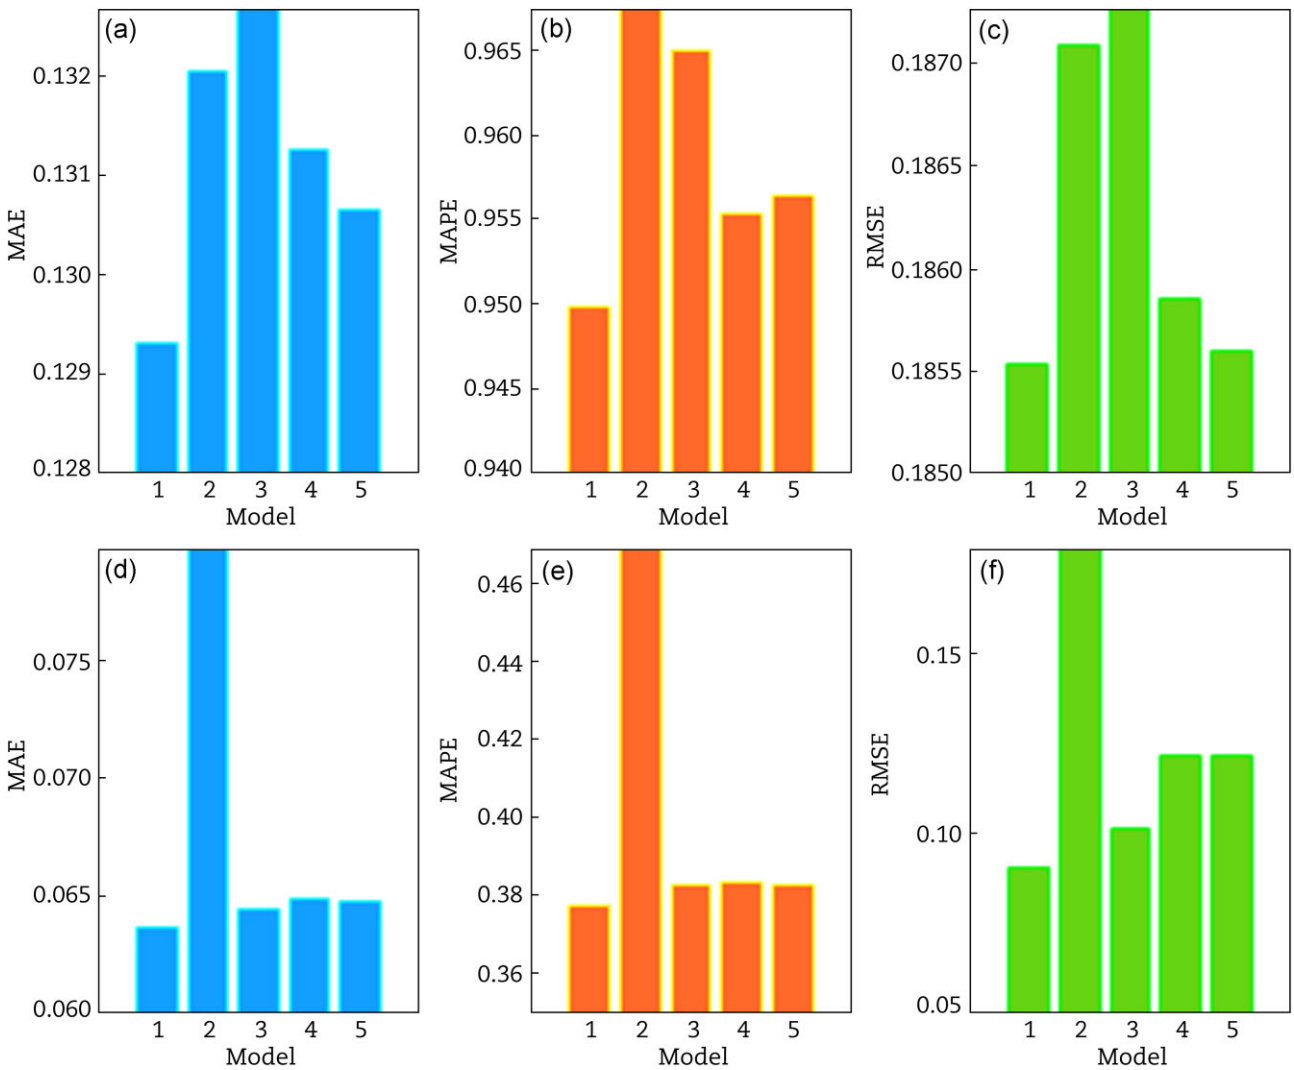 (a)
MAE
0.132
0.131
0.130
0.129
0.128
1 2 3 4 5
Model
(b)
MAPE
0.965
0.960
0.955
0.950
0.945
0.940
1 2 3 4 5
Model
(c)
RMSE
0.1870
0.1865
0.1860
0.1855
0.1850
1 2 3 4 5
Model
(d)
MAE
0.075
0.070
0.065
0.060
1 2 3 4 5
Model
(e)
MAPE
0.46
0.44
0.42
0.40
0.38
0.36
1 2 3 4 5
Model
(f)
RMSE
0.15
0.10
0.05
1 2 3 4 5
Model